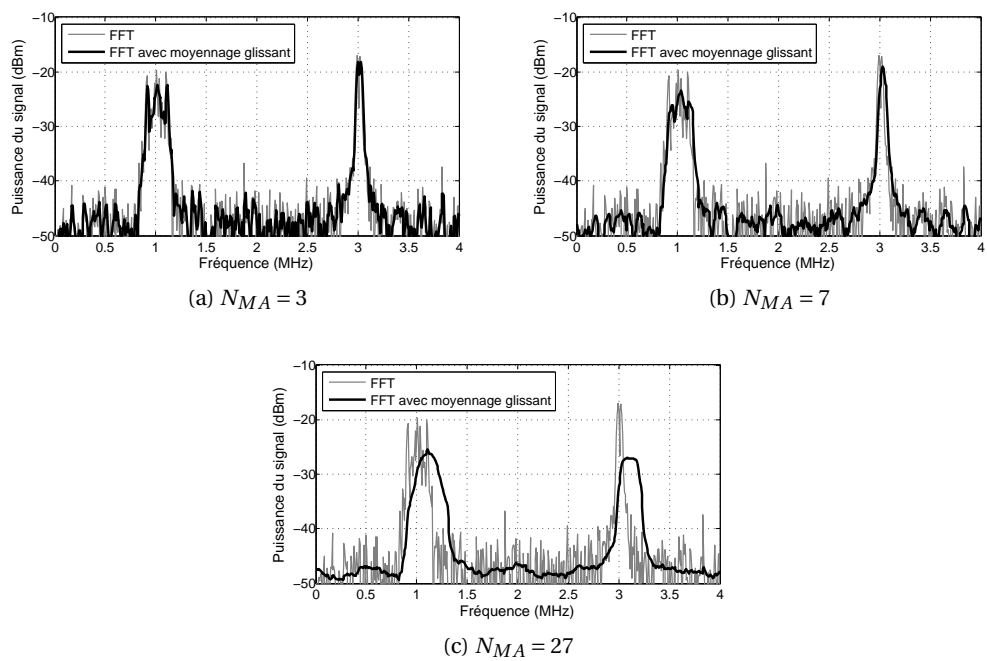 −10
−20
−30
−40
−50
0 0.5 1 1.5 2 2.5 3 3.5 4
Puissance du signal (dBm)
Fréquence (MHz)
FFT
FFT avec moyennage glissant
(a) N_MA = 3
−10
−20
−30
−40
−50
0 0.5 1 1.5 2 2.5 3 3.5 4
Puissance du signal (dBm)
Fréquence (MHz)
FFT
FFT avec moyennage glissant
(b) N_MA = 7
−10
−20
−30
−40
−50
0 0.5 1 1.5 2 2.5 3 3.5 4
Puissance du signal (dBm)
Fréquence (MHz)
FFT
FFT avec moyennage glissant
(c) N_MA = 27